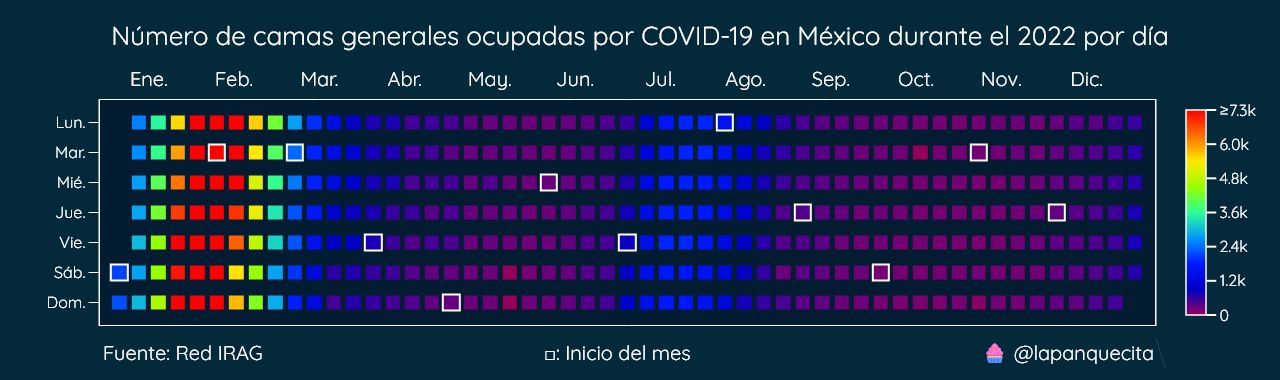 Número de camas generales ocupadas por COVID-19 en México durante el 2022 por día
Ene. Feb. Mar. Abr. May. Jun. Jul. Ago. Sep. Oct. Nov. Dic.
Lun.
Mar.
Mié.
Jue.
Vie.
Sáb.
Dom.
≥73k
6.0k
4.8k
3.6k
2.4k
1.2k
0
Fuente: Red IRAG
□: Inicio del mes
@lapanquecita